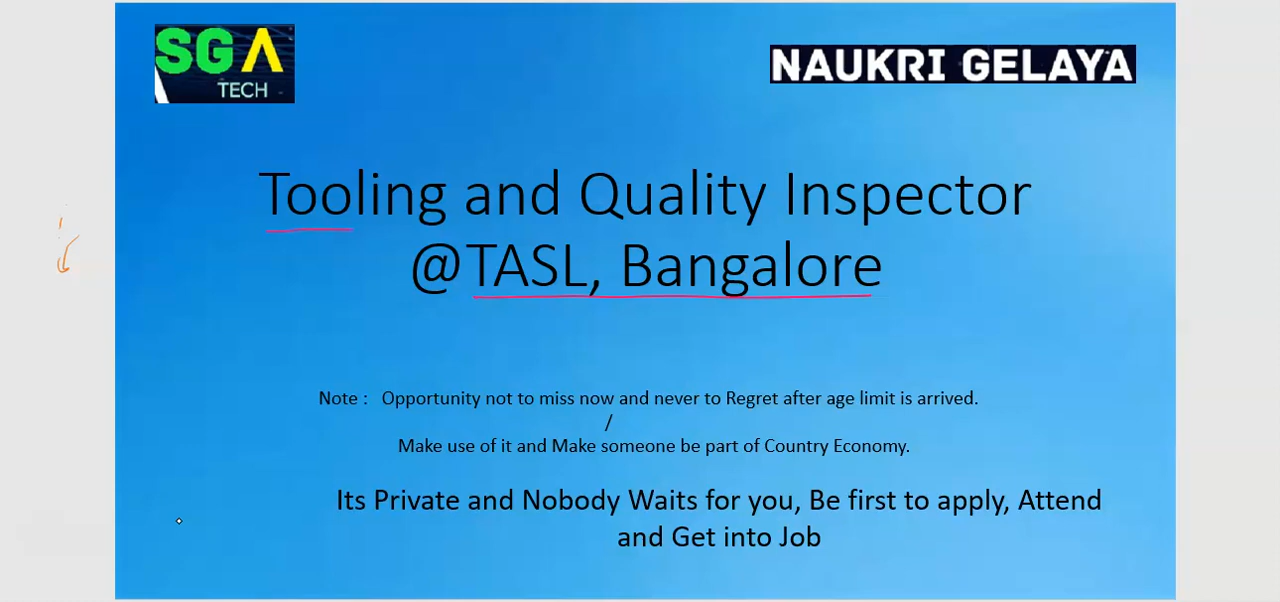 SGA
TECH
NAUKRI GELAYA
Tooling and Quality Inspector
@TASL, Bangalore
Note : Opportunity not to miss now and never to Regret after age limit is arrived.
/
Make use of it and Make someone be part of Country Economy.
Its Private and Nobody Waits for you, Be first to apply, Attend
and Get into Job